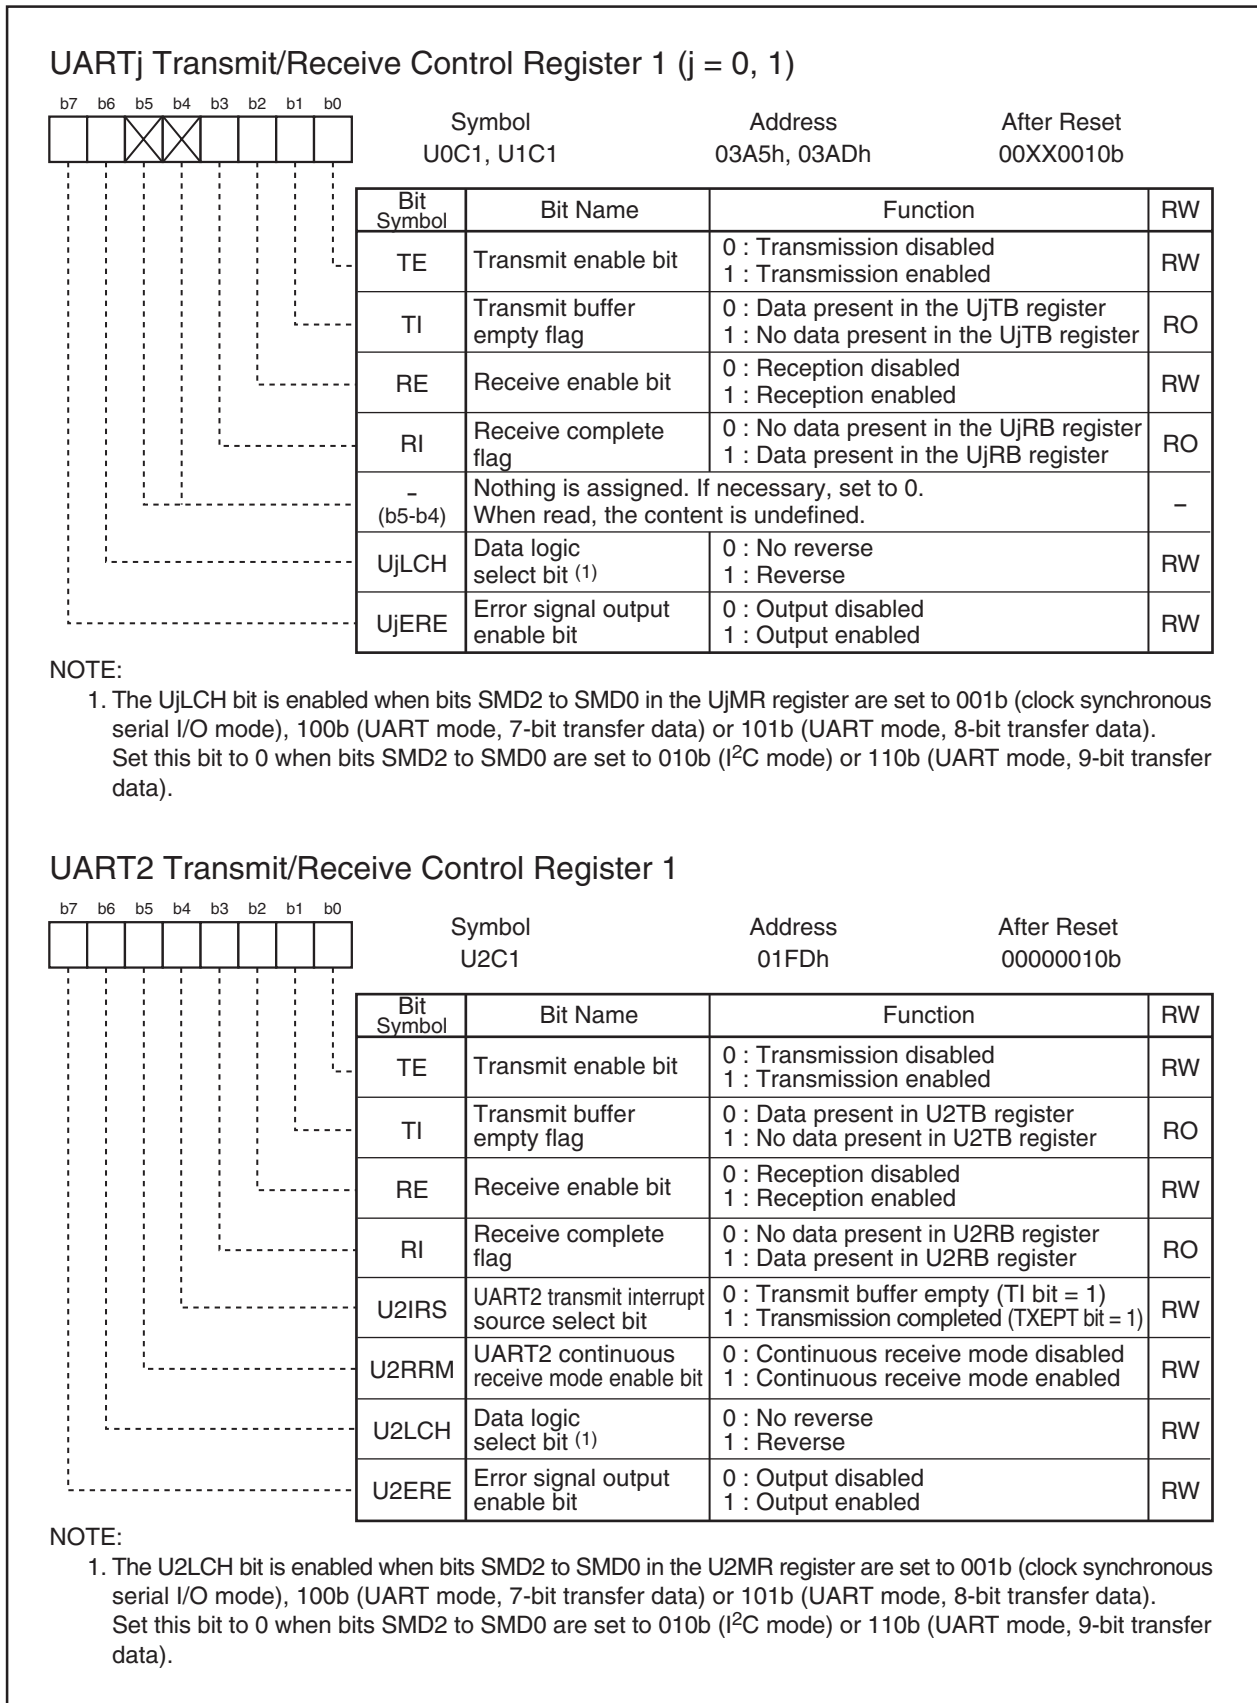 UARTj Transmit/Receive Control Register 1 (j = 0, 1)
b7 b6 b5 b4 b3 b2 b1 b0
Symbol Address After Reset
U0C1, U1C1 03A5h, 03ADh 00XX0010b
Bit Symbol Bit Name Function RW
TE Transmit enable bit 0 : Transmission disabled RW
1 : Transmission enabled
TI Transmit buffer empty flag 0 : Data present in the UjTB register RO
1 : No data present in the UjTB register
RE Receive enable bit 0 : Reception disabled RW
1 : Reception enabled
RI Receive complete flag 0 : No data present in the UjRB register RO
1 : Data present in the UjRB register
– (b5-b4) Nothing is assigned. If necessary, set to 0. –
When read, the content is undefined.
UjLCH Data logic select bit (1) 0 : No reverse RW
1 : Reverse
UjERE Error signal output enable bit 0 : Output disabled RW
1 : Output enabled
NOTE:
1. The UjLCH bit is enabled when bits SMD2 to SMD0 in the UjMR register are set to 001b (clock synchronous
serial I/O mode), 100b (UART mode, 7-bit transfer data) or 101b (UART mode, 8-bit transfer data).
Set this bit to 0 when bits SMD2 to SMD0 are set to 010b (I2C mode) or 110b (UART mode, 9-bit transfer
data).
UART2 Transmit/Receive Control Register 1
b7 b6 b5 b4 b3 b2 b1 b0
Symbol Address After Reset
U2C1 01FDh 00000010b
Bit Symbol Bit Name Function RW
TE Transmit enable bit 0 : Transmission disabled RW
1 : Transmission enabled
TI Transmit buffer empty flag 0 : Data present in U2TB register RO
1 : No data present in U2TB register
RE Receive enable bit 0 : Reception disabled RW
1 : Reception enabled
RI Receive complete flag 0 : No data present in U2RB register RO
1 : Data present in U2RB register
U2IRS UART2 transmit interrupt source select bit 0 : Transmit buffer empty (TI bit = 1) RW
1 : Transmission completed (TXEPT bit = 1)
U2RRM UART2 continuous receive mode enable bit 0 : Continuous receive mode disabled RW
1 : Continuous receive mode enabled
U2LCH Data logic select bit (1) 0 : No reverse RW
1 : Reverse
U2ERE Error signal output enable bit 0 : Output disabled RW
1 : Output enabled
NOTE:
1. The U2LCH bit is enabled when bits SMD2 to SMD0 in the U2MR register are set to 001b (clock synchronous
serial I/O mode), 100b (UART mode, 7-bit transfer data) or 101b (UART mode, 8-bit transfer data).
Set this bit to 0 when bits SMD2 to SMD0 are set to 010b (I2C mode) or 110b (UART mode, 9-bit transfer
data).